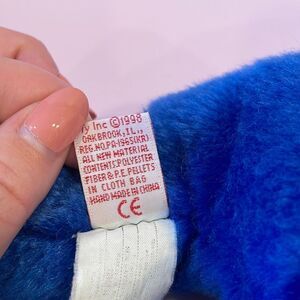 Ty Inc ©1998
OAKBROOK, IL.,
REG. NO. PA-1965(KR)
ALL NEW MATERIAL
CONTENTS: POLYESTER
FIBER & P.E. PELLETS
IN CLOTH BAG
HAND MADE IN CHINA
CE